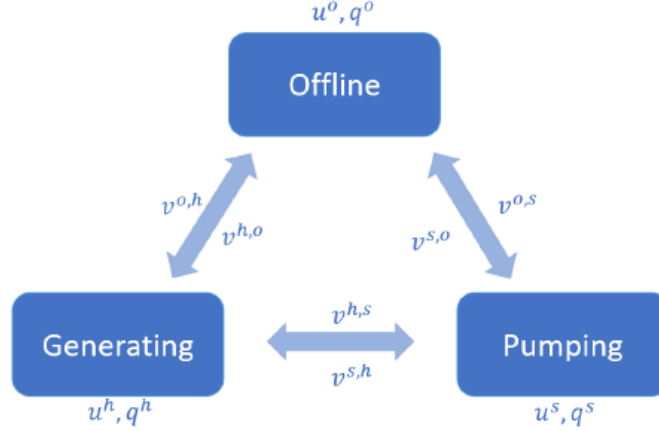 u^o, q^o
Offline
v^{o,h}
v^{h,o}
v^{o,s}
v^{s,o}
v^{h,s}
v^{s,h}
Generating
Pumping
u^h, q^h
u^s, q^s